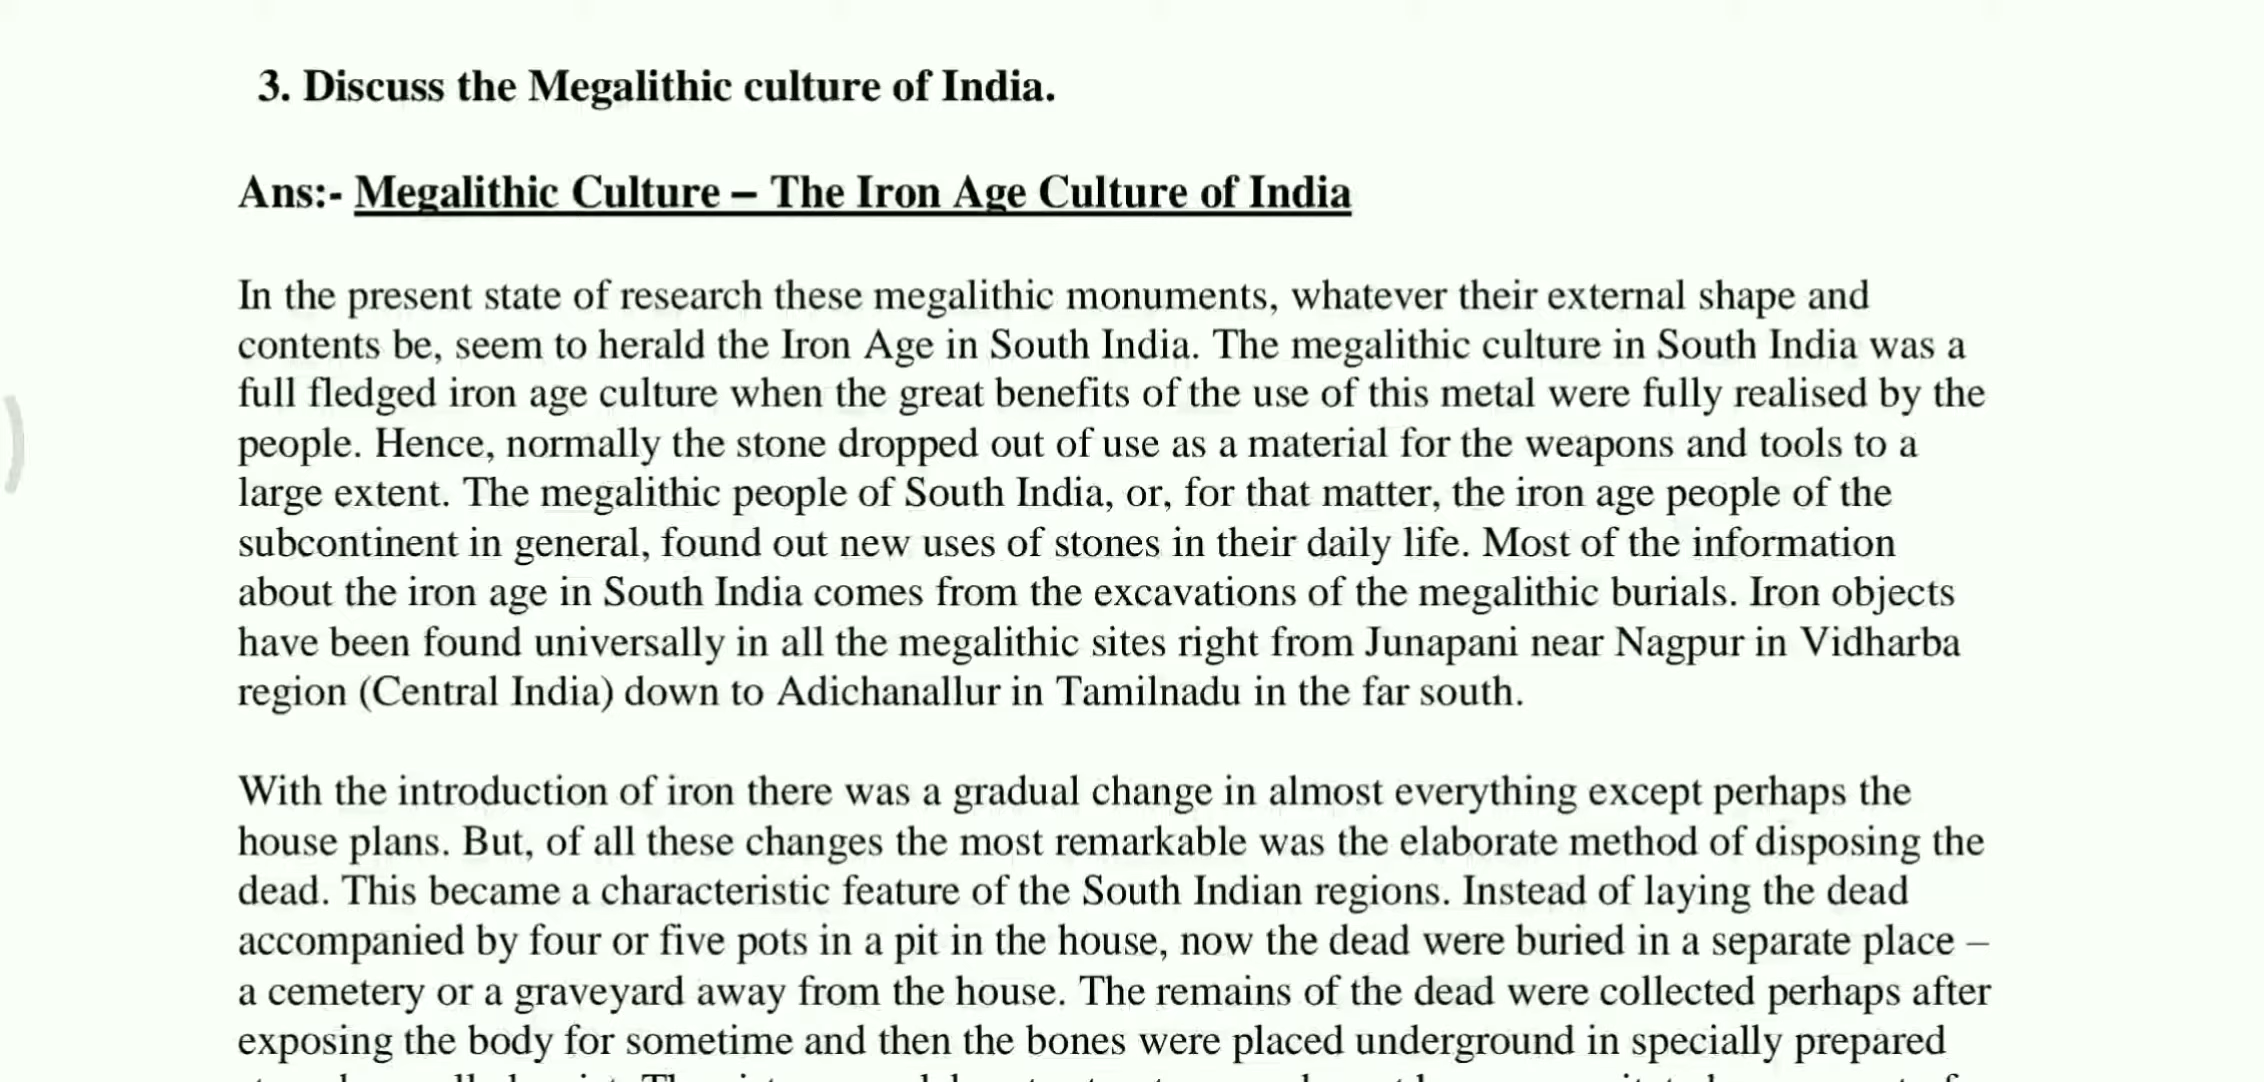 3. Discuss the Megalithic culture of India.
Ans:- Megalithic Culture – The Iron Age Culture of India
In the present state of research these megalithic monuments, whatever their external shape and
contents be, seem to herald the Iron Age in South India. The megalithic culture in South India was a
full fledged iron age culture when the great benefits of the use of this metal were fully realised by the
people. Hence, normally the stone dropped out of use as a material for the weapons and tools to a
large extent. The megalithic people of South India, or, for that matter, the iron age people of the
subcontinent in general, found out new uses of stones in their daily life. Most of the information
about the iron age in South India comes from the excavations of the megalithic burials. Iron objects
have been found universally in all the megalithic sites right from Junapani near Nagpur in Vidharba
region (Central India) down to Adichanallur in Tamilnadu in the far south.
With the introduction of iron there was a gradual change in almost everything except perhaps the
house plans. But, of all these changes the most remarkable was the elaborate method of disposing the
dead. This became a characteristic feature of the South Indian regions. Instead of laying the dead
accompanied by four or five pots in a pit in the house, now the dead were buried in a separate place –
a cemetery or a graveyard away from the house. The remains of the dead were collected perhaps after
exposing the body for sometime and then the bones were placed underground in specially prepared